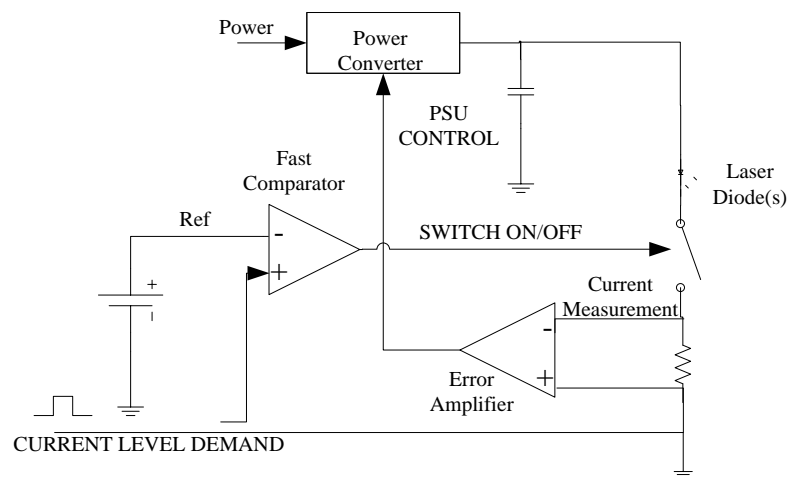 Power
Power
Converter
PSU
CONTROL
Fast
Comparator
Laser
Diode(s)
Ref
-
SWITCH ON/OFF
+
+
-
Current
Measurement
-
+
Error
Amplifier
CURRENT LEVEL DEMAND